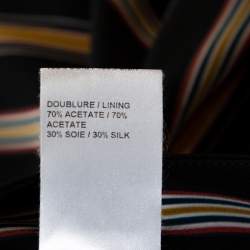 DOUBLURE / LINING
70% ACETATE / 70%
ACETATE
30% SOIE / 30% SILK